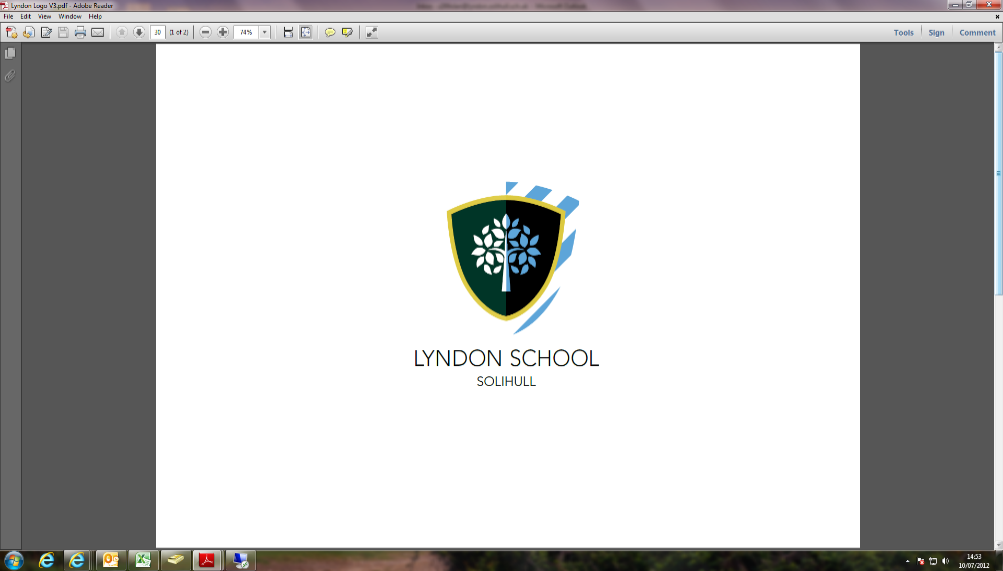 Lyndon Logo V3.pdf - Adobe Reader
File Edit View Window Help
30 (1 of 2) 74% Tools Sign Comment
LYNDON SCHOOL
SOLIHULL
14:53
10/07/2012